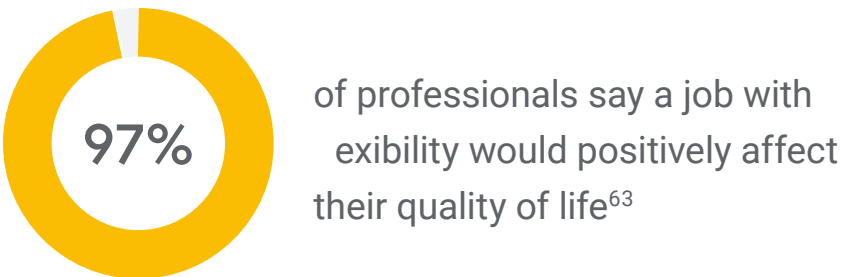 97%
of professionals say a job with
exibility would positively affect
their quality of life⁶³